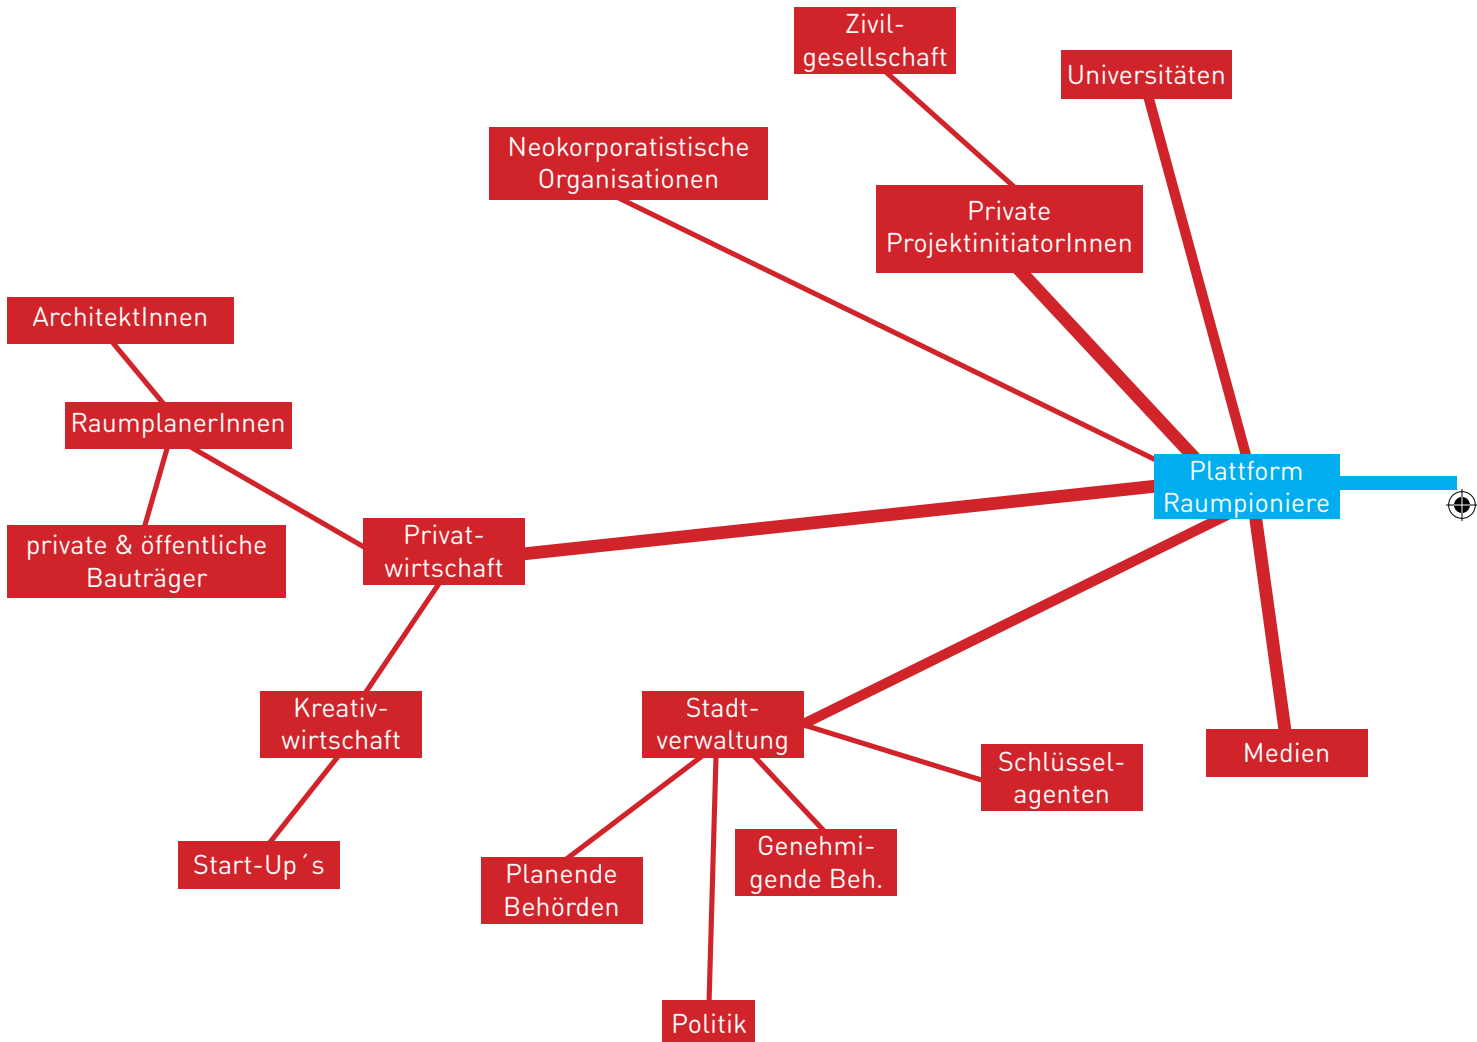 Zivil-
gesellschaft
Universitäten
Neokorporatistische
Organisationen
Private
ProjektinitiatorInnen
ArchitektInnen
RaumplanerInnen
Plattform
Raumpioniere
private & öffentliche
Bauträger
Privat-
wirtschaft
Kreativ-
wirtschaft
Stadt-
verwaltung
Schlüssel-
agenten
Medien
Start-Up´s
Planende
Behörden
Genehmi-
gende Beh.
Politik